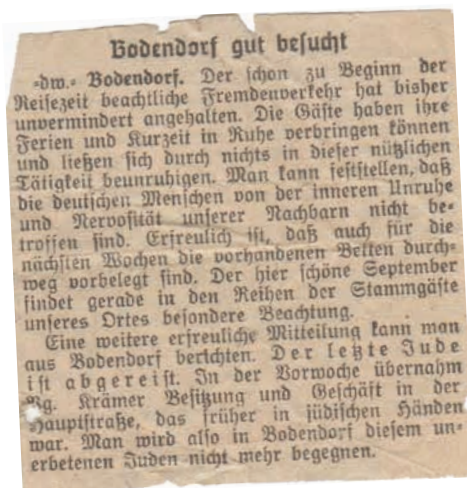 Bodendorf gut besucht
-dw.- Bodendorf. Der schon zu Beginn der
Reisezeit beachtliche Fremdenverkehr hat bisher
unvermindert angehalten. Die Gäste haben ihre
Ferien und Kurzeit in Ruhe verbringen können
und ließen sich durch nichts in dieser nützlichen
Tätigkeit beunruhigen. Man kann feststellen, daß
die deutschen Menschen von der inneren Unruhe
und Nervosität unserer Nachbarn nicht be-
troffen sind. Erfreulich ist, daß auch für die
nächsten Wochen die vorhandenen Betten durch-
weg vorbelegt sind. Der hier schöne September
findet gerade in den Reihen der Stammgäste
unseres Ortes besondere Beachtung.
Eine weitere erfreuliche Mitteilung kann man
aus Bodendorf berichten. Der letzte Jude
ist abgereist. In der Vorwoche übernahm
Pg. Krämer Besitzung und Geschäft in der
Hauptstraße, das früher in jüdischen Händen
war. Man wird also in Bodendorf diesem un-
erbetenen Juden nicht mehr begegnen.